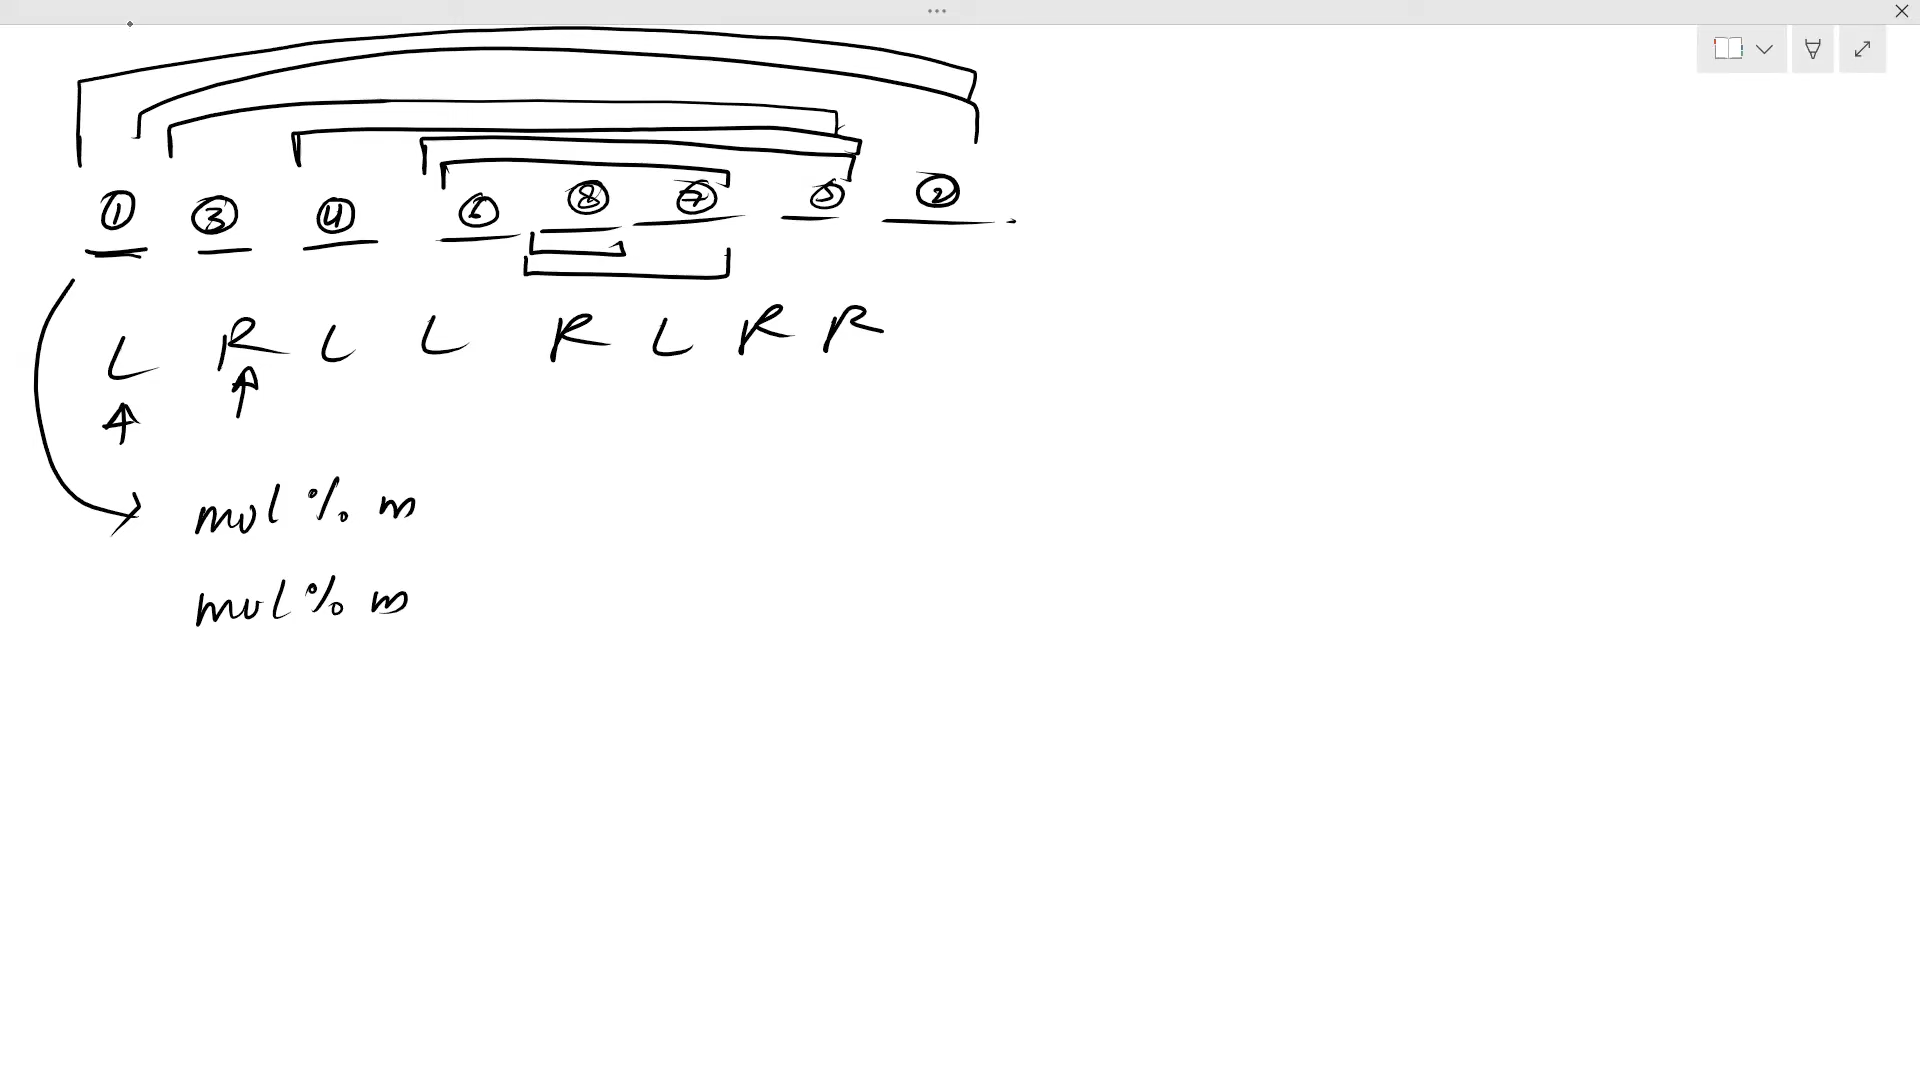 ① ③ ④ ⑥ ⑧ ⑦ ⑤ ②
L R L L R L R R
mul % m
mul % m